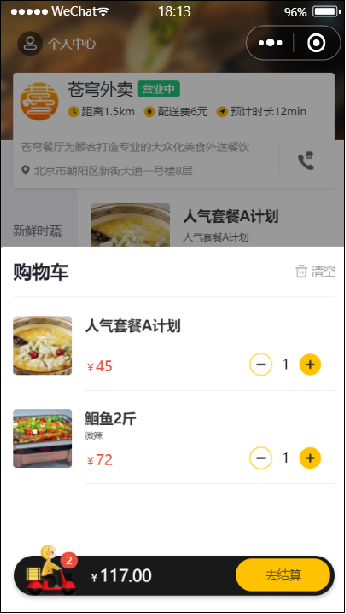 WeChat 18:13 96%
个人中心
苍穹外卖 营业中
距离1.5km 配送费6元 预计时长12min
苍穹餐厅为顾客打造专业的大众化美食外送餐饮
北京市朝阳区新街大道一号楼8层
新鲜时蔬
人气套餐A计划
人气套餐A计划
购物车
清空
人气套餐A计划
¥45
1
鮰鱼2斤
微辣
¥72
1
2
¥117.00
去结算